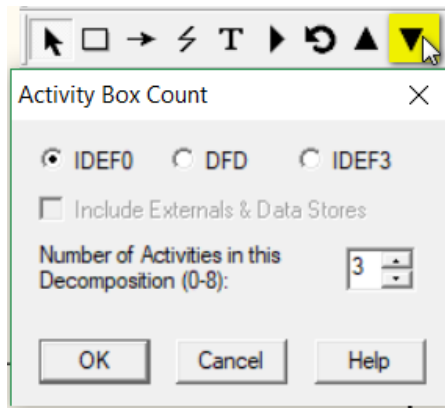 T
Activity Box Count
IDEF0 DFD IDEF3
Include Externals & Data Stores
Number of Activities in this
Decomposition (0-8):
3
OK Cancel Help